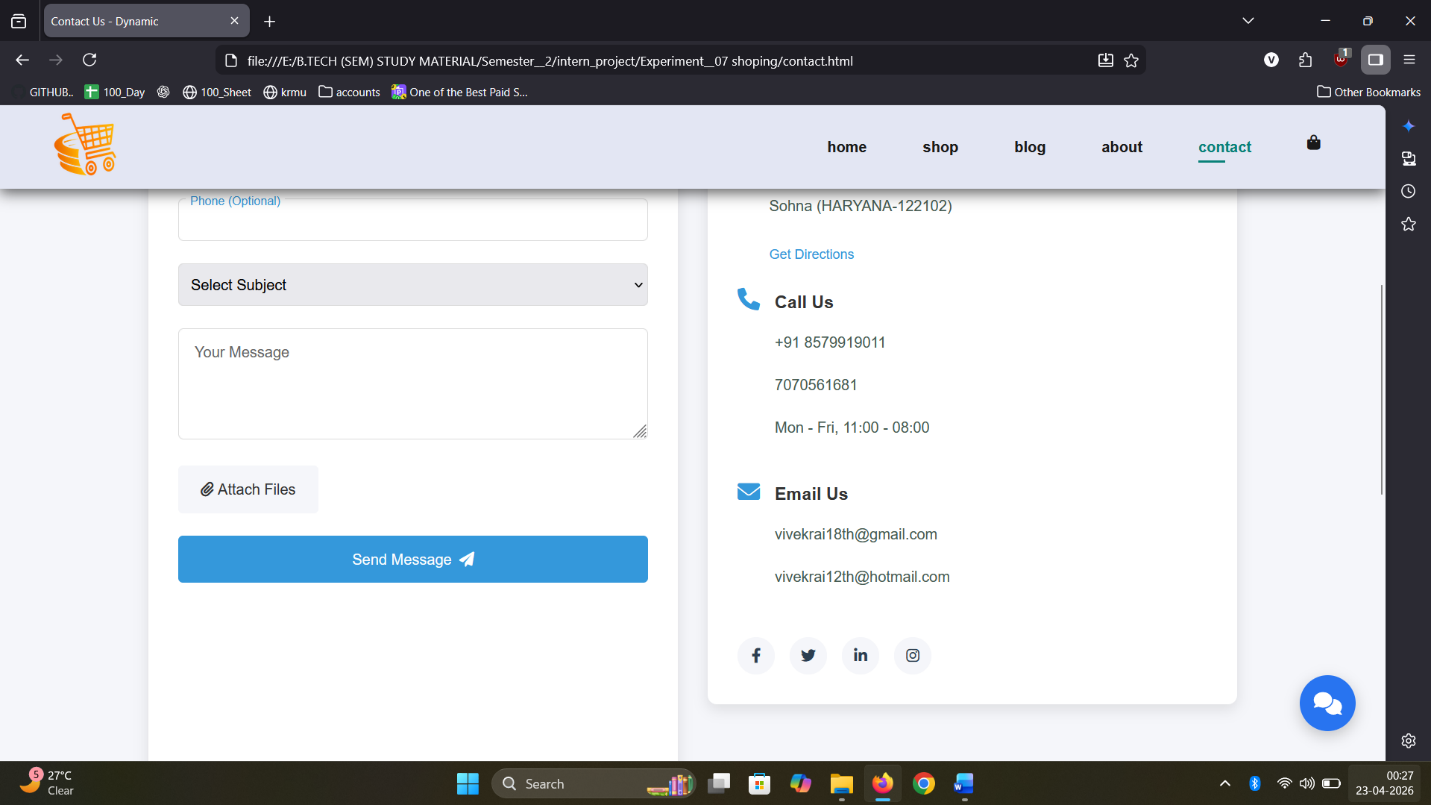 Contact Us - Dynamic
file:///E:/B.TECH (SEM) STUDY MATERIAL/Semester__2/intern_project/Experiment__07 shoping/contact.html
1
GITHUB..
100_Day
100_Sheet
krmu
accounts
One of the Best Paid S...
Other Bookmarks
home
shop
blog
about
contact
Phone (Optional)
Select Subject
Your Message
Attach Files
Send Message
Sohna (HARYANA-122102)
Get Directions
Call Us
+91 8579919011
7070561681
Mon - Fri, 11:00 - 08:00
Email Us
vivekrai18th@gmail.com
vivekrai12th@hotmail.com
5
27°C
Clear
Search
00:27
23-04-2026